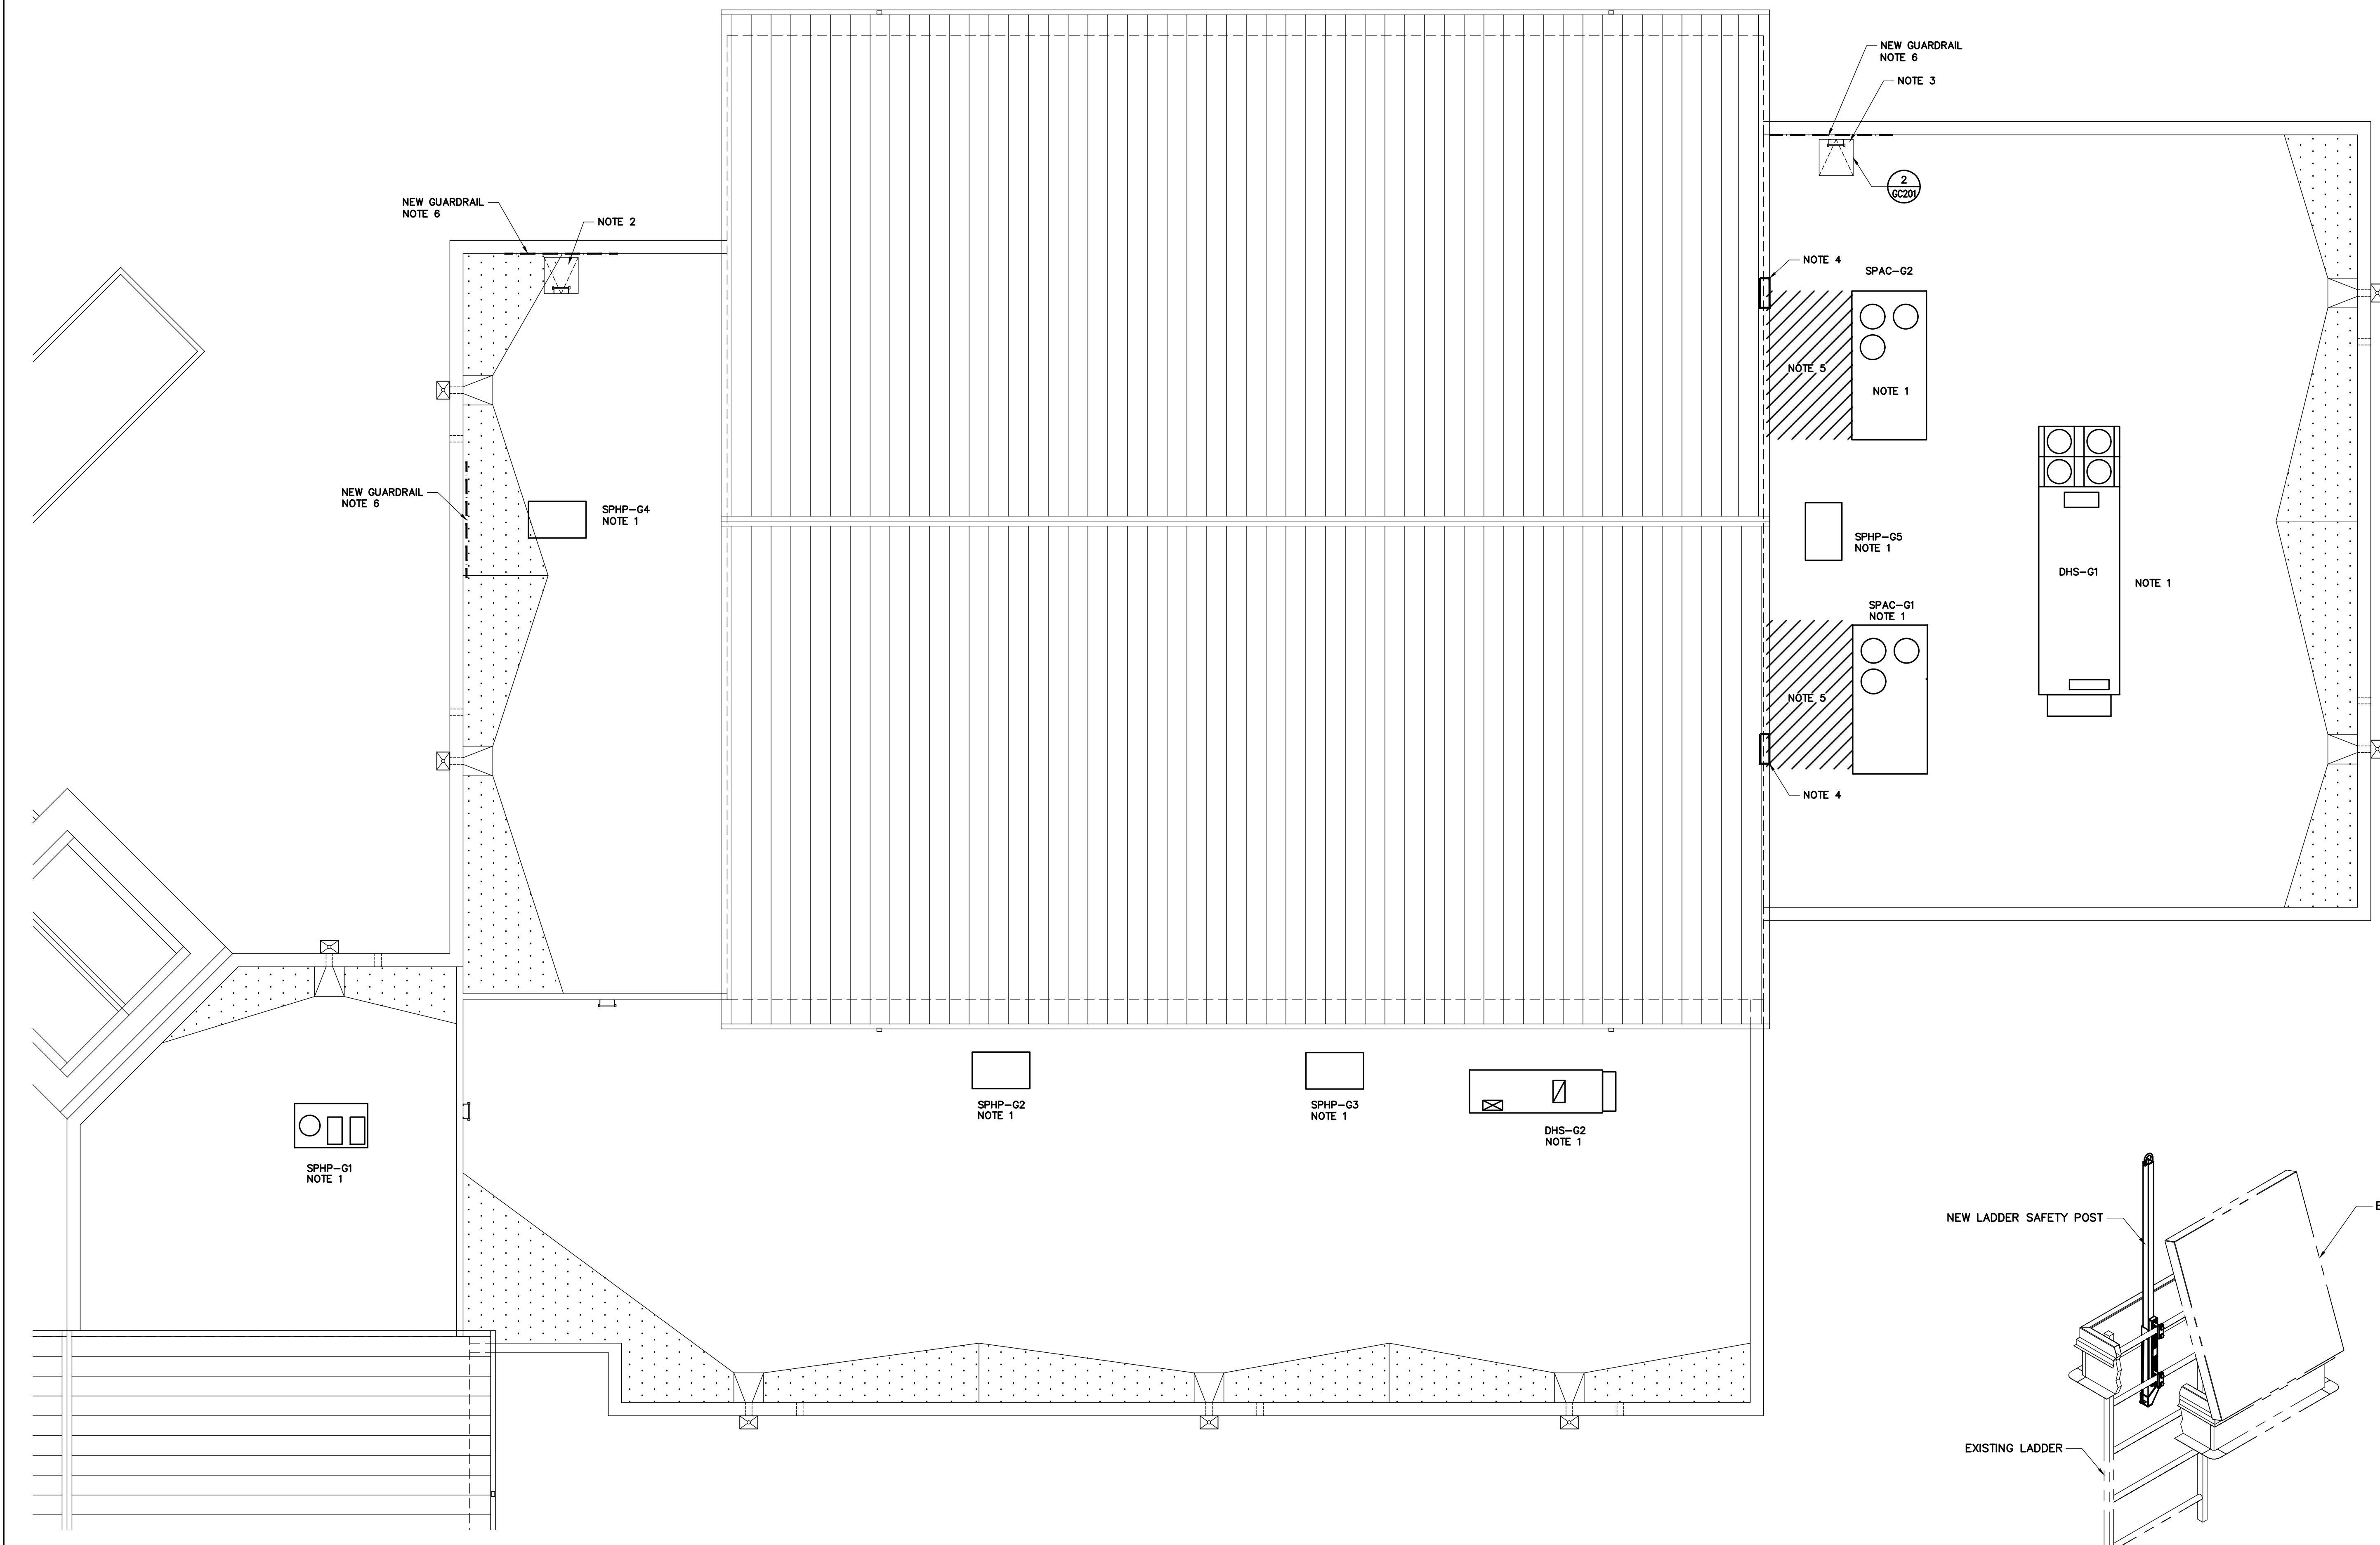 NEW GUARDRAIL
NOTE 6
NOTE 3
2
GC201
NEW GUARDRAIL
NOTE 6
NOTE 2
NOTE 4
SPAC-G2
NOTE 5
NOTE 1
NEW GUARDRAIL
NOTE 6
SPHP-G4
NOTE 1
SPHP-G5
NOTE 1
DHS-G1
NOTE 1
SPAC-G1
NOTE 1
NOTE 5
NOTE 4
SPHP-G2
NOTE 1
SPHP-G3
NOTE 1
DHS-G2
NOTE 1
SPHP-G1
NOTE 1
NEW LADDER SAFETY POST
EXISTING LADDER